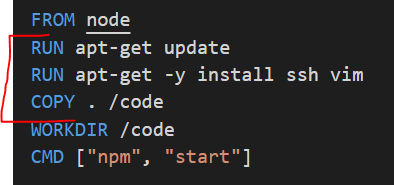 FROM node
RUN apt-get update
RUN apt-get -y install ssh vim
COPY . /code
WORKDIR /code
CMD ["npm", "start"]